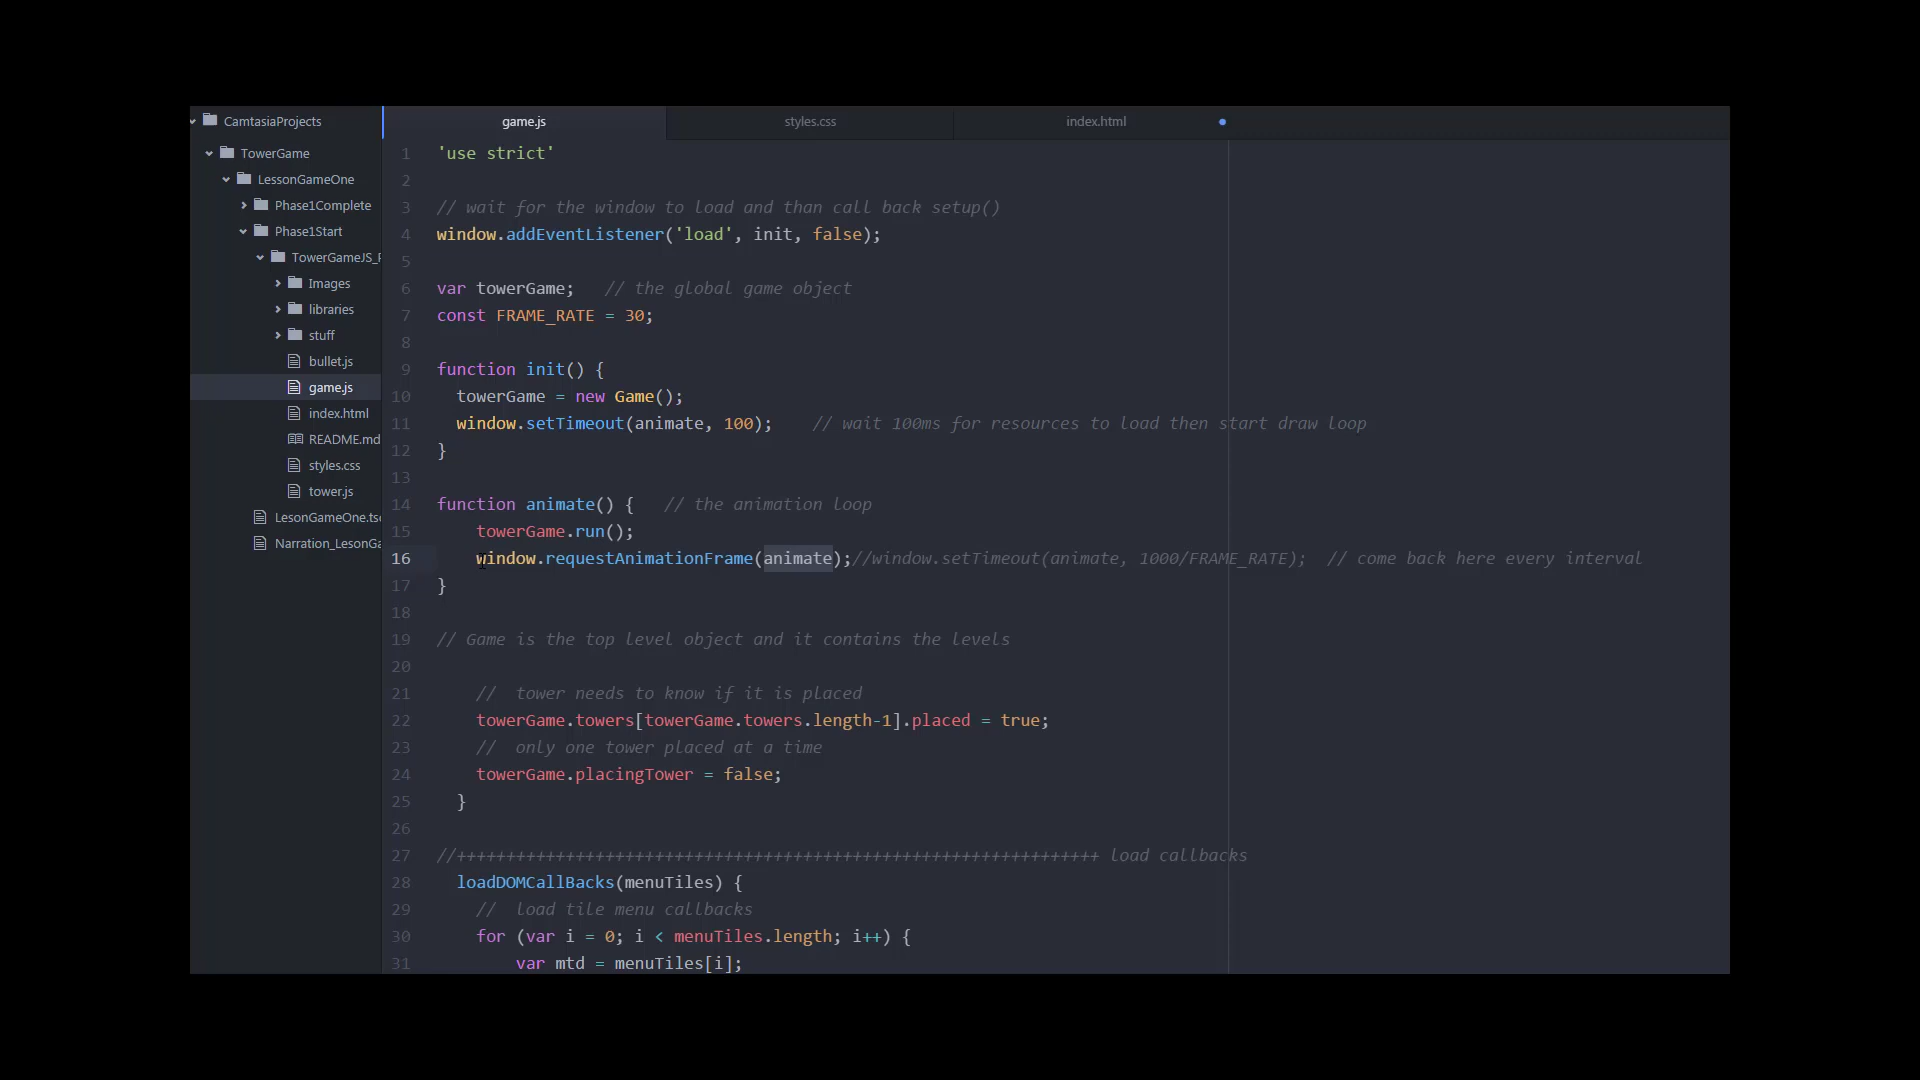 CamtasiaProjects
TowerGame
LessonGameOne
Phase1Complete
Phase1Start
TowerGameJS_
Images
libraries
stuff
bullet.js
game.js
index.html
README.md
styles.css
tower.js
LesonGameOne.tsc
Narration_LesonGa
game.js styles.css index.html
1 'use strict'
2
3 // wait for the window to load and than call back setup()
4 window.addEventListener('load', init, false);
5
6 var towerGame;   // the global game object
7 const FRAME_RATE = 30;
8
9 function init() {
10   towerGame = new Game();
11   window.setTimeout(animate, 100);    // wait 100ms for resources to load then start draw loop
12 }
13
14 function animate() {   // the animation loop
15     towerGame.run();
16     window.requestAnimationFrame(animate);//window.setTimeout(animate, 1000/FRAME_RATE);  // come back here every interval
17 }
18
19 // Game is the top level object and it contains the levels
20
21     //  tower needs to know if it is placed
22     towerGame.towers[towerGame.towers.length-1].placed = true;
23     //  only one tower placed at a time
24     towerGame.placingTower = false;
25   }
26
27 //+++++++++++++++++++++++++++++++++++++++++++++++++++++++++++++++++ load callbacks
28   loadDOMCallBacks(menuTiles) {
29     //  load tile menu callbacks
30     for (var i = 0; i < menuTiles.length; i++) {
31         var mtd = menuTiles[i];